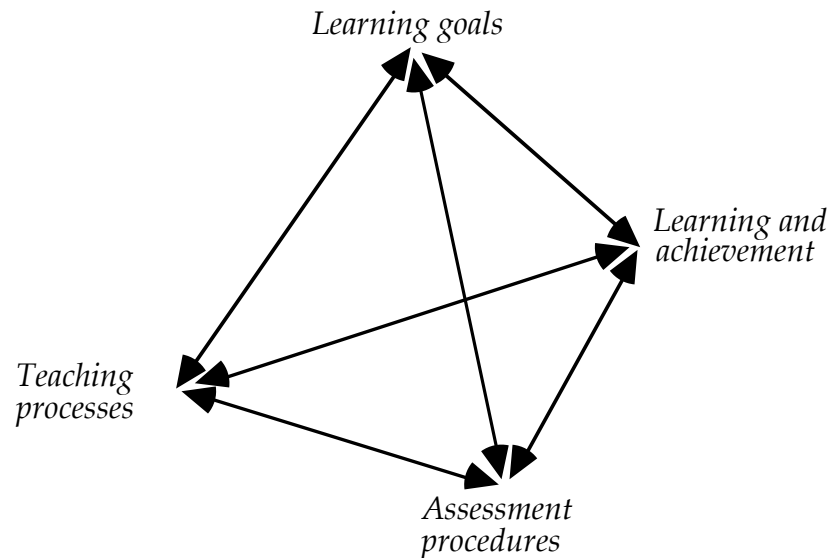 Learning goals
Learning and
achievement
Teaching
processes
Assessment
procedures